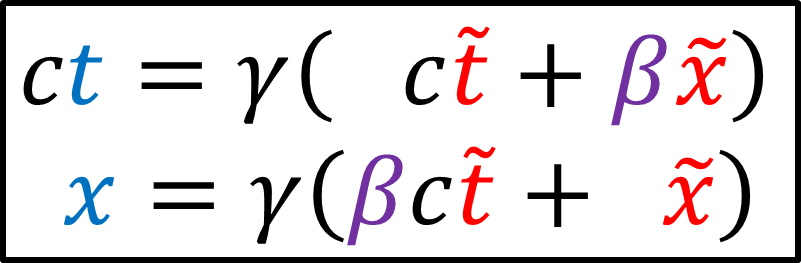 ct = γ( ct̃ + βx̃)
x = γ(βct̃ + x̃)